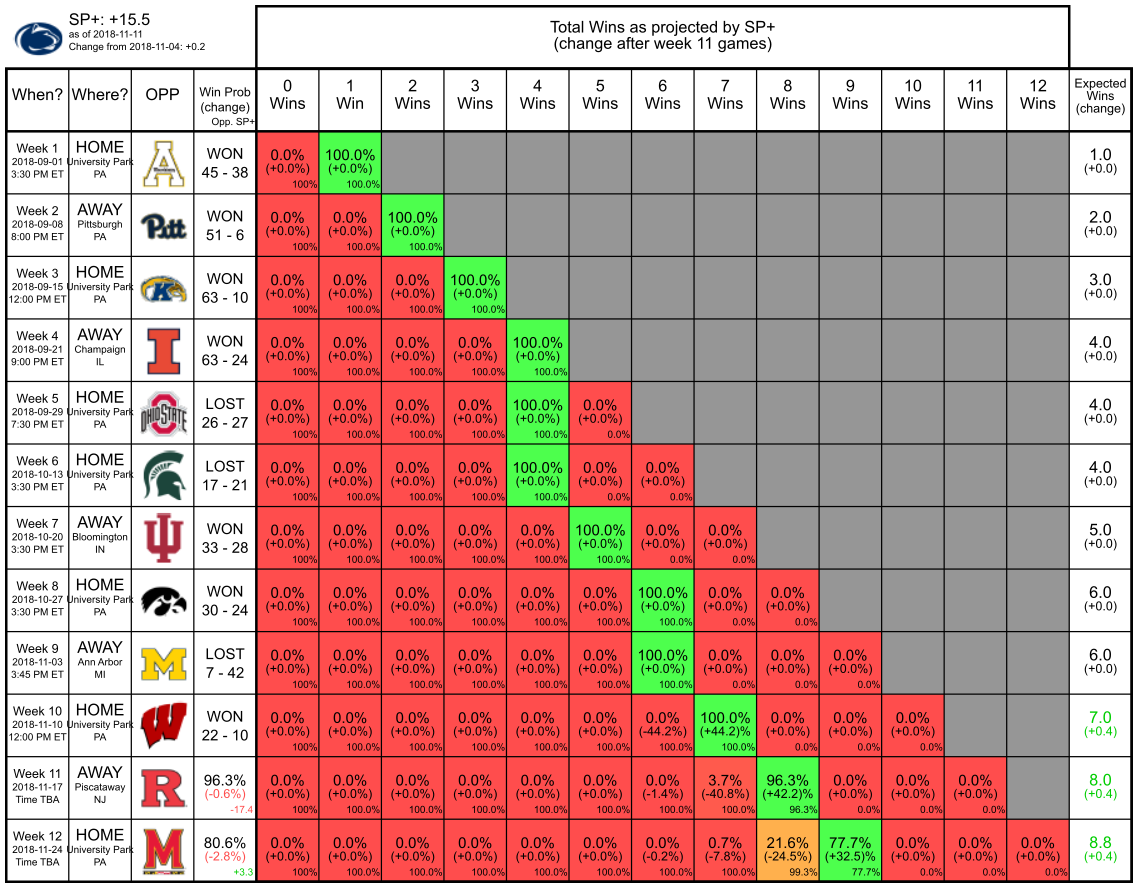 SP+: +15.5
as of 2018-11-11
Change from 2018-11-04: +0.2
Total Wins as projected by SP+
(change after week 11 games)
When? Where? OPP Win Prob (change) Opp. SP+ 0 Wins 1 Win 2 Wins 3 Wins 4 Wins 5 Wins 6 Wins 7 Wins 8 Wins 9 Wins 10 Wins 11 Wins 12 Wins Expected Wins (change)
Week 1 HOME A WON 0.0% 100.0% 1.0
2018-09-01 University Park 45 - 38 (+0.0%) (+0.0%) (+0.0)
3:30 PM ET PA 100% 100.0%
Week 2 AWAY Pitt WON 0.0% 0.0% 100.0% 2.0
2018-09-08 Pittsburgh 51 - 6 (+0.0%) (+0.0%) (+0.0%) (+0.0)
8:00 PM ET PA 100% 100.0% 100.0%
Week 3 HOME K WON 0.0% 0.0% 0.0% 100.0% 3.0
2018-09-15 University Park 63 - 10 (+0.0%) (+0.0%) (+0.0%) (+0.0%) (+0.0)
12:00 PM ET PA 100% 100.0% 100.0% 100.0%
Week 4 AWAY I WON 0.0% 0.0% 0.0% 0.0% 100.0% 4.0
2018-09-21 Champaign 63 - 24 (+0.0%) (+0.0%) (+0.0%) (+0.0%) (+0.0%) (+0.0)
9:00 PM ET IL 100% 100.0% 100.0% 100.0% 100.0%
Week 5 HOME OHIO STATE LOST 0.0% 0.0% 0.0% 0.0% 100.0% 0.0% 4.0
2018-09-29 University Park 26 - 27 (+0.0%) (+0.0%) (+0.0%) (+0.0%) (+0.0%) (+0.0%) (+0.0)
7:30 PM ET PA 100% 100.0% 100.0% 100.0% 100.0% 0.0%
Week 6 HOME LOST 0.0% 0.0% 0.0% 0.0% 100.0% 0.0% 0.0% 4.0
2018-10-13 University Park 17 - 21 (+0.0%) (+0.0%) (+0.0%) (+0.0%) (+0.0%) (+0.0%) (+0.0%) (+0.0)
3:30 PM ET PA 100% 100.0% 100.0% 100.0% 100.0% 0.0% 0.0%
Week 7 AWAY WON 0.0% 0.0% 0.0% 0.0% 0.0% 100.0% 0.0% 0.0% 5.0
2018-10-20 Bloomington 33 - 28 (+0.0%) (+0.0%) (+0.0%) (+0.0%) (+0.0%) (+0.0%) (+0.0%) (+0.0%) (+0.0)
3:30 PM ET IN 100% 100.0% 100.0% 100.0% 100.0% 100.0% 0.0% 0.0%
Week 8 HOME WON 0.0% 0.0% 0.0% 0.0% 0.0% 0.0% 100.0% 0.0% 0.0% 6.0
2018-10-27 University Park 30 - 24 (+0.0%) (+0.0%) (+0.0%) (+0.0%) (+0.0%) (+0.0%) (+0.0%) (+0.0%) (+0.0%) (+0.0)
3:30 PM ET PA 100% 100.0% 100.0% 100.0% 100.0% 100.0% 100.0% 0.0% 0.0%
Week 9 AWAY M LOST 0.0% 0.0% 0.0% 0.0% 0.0% 0.0% 100.0% 0.0% 0.0% 0.0% 6.0
2018-11-03 Ann Arbor 7 - 42 (+0.0%) (+0.0%) (+0.0%) (+0.0%) (+0.0%) (+0.0%) (+0.0%) (+0.0%) (+0.0%) (+0.0%) (+0.0)
3:45 PM ET MI 100% 100.0% 100.0% 100.0% 100.0% 100.0% 100.0% 0.0% 0.0% 0.0%
Week 10 HOME W WON 0.0% 0.0% 0.0% 0.0% 0.0% 0.0% 0.0% 100.0% 0.0% 0.0% 0.0% 7.0
2018-11-10 University Park 22 - 10 (+0.0%) (+0.0%) (+0.0%) (+0.0%) (+0.0%) (+0.0%) (-44.2%) (+44.2)% (+0.0%) (+0.0%) (+0.0%) (+0.4)
12:00 PM ET PA 100% 100.0% 100.0% 100.0% 100.0% 100.0% 100.0% 100.0% 0.0% 0.0% 0.0%
Week 11 AWAY R 96.3% 0.0% 0.0% 0.0% 0.0% 0.0% 0.0% 0.0% 3.7% 96.3% 0.0% 0.0% 0.0% 8.0
2018-11-17 Piscataway (-0.6%) (+0.0%) (+0.0%) (+0.0%) (+0.0%) (+0.0%) (+0.0%) (-1.4%) (-40.8%) (+42.2)% (+0.0%) (+0.0%) (+0.0%) (+0.4)
Time TBA NJ -17.4 100% 100.0% 100.0% 100.0% 100.0% 100.0% 100.0% 100.0% 96.3% 0.0% 0.0% 0.0%
Week 12 HOME M 80.6% 0.0% 0.0% 0.0% 0.0% 0.0% 0.0% 0.0% 0.7% 21.6% 77.7% 0.0% 0.0% 0.0% 8.8
2018-11-24 University Park (-2.8%) (+0.0%) (+0.0%) (+0.0%) (+0.0%) (+0.0%) (+0.0%) (-0.2%) (-7.8%) (-24.5%) (+32.5)% (+0.0%) (+0.0%) (+0.0%) (+0.4)
Time TBA PA +3.3 100% 100.0% 100.0% 100.0% 100.0% 100.0% 100.0% 100.0% 99.3% 77.7% 0.0% 0.0% 0.0%